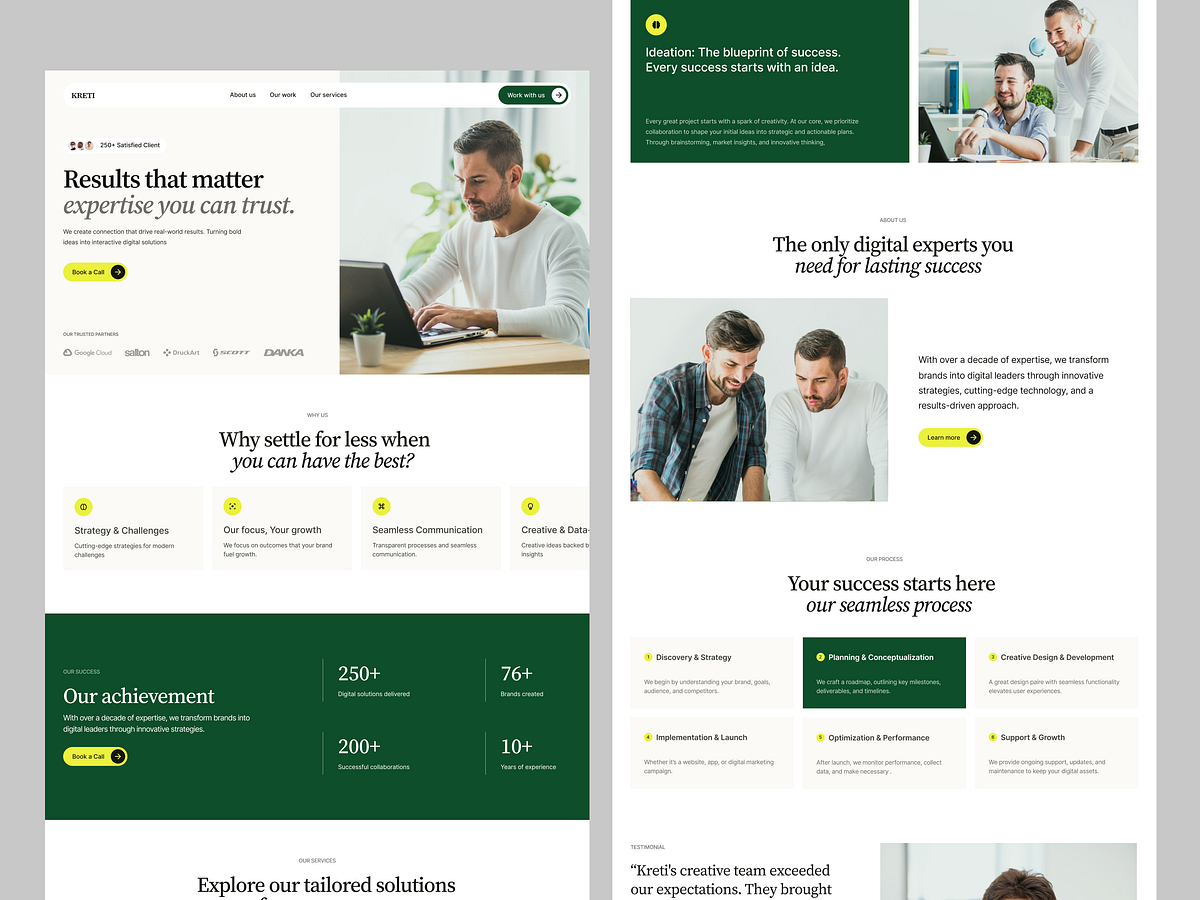 KRETI
About us
Our work
Our services
Work with us
250+ Satisfied Client
Results that matter
expertise you can trust.
We create connection that drive real-world results. Turning bold
ideas into interactive digital solutions
Book a Call
OUR TRUSTED PARTNERS
Google Cloud
salton
DruckArt
SCOTT
DANKA
WHY US
Why settle for less when
you can have the best?
Strategy & Challenges
Cutting-edge strategies for modern
challenges
Our focus, Your growth
We focus on outcomes that your brand
fuel growth.
Seamless Communication
Transparent processes and seamless
communication.
Creative & Data-
Creative ideas backed b
insights
OUR SUCCESS
Our achievement
With over a decade of expertise, we transform brands into
digital leaders through innovative strategies.
Book a Call
250+
Digital solutions delivered
76+
Brands created
200+
Successful collaborations
10+
Years of experience
OUR SERVICES
Explore our tailored solutions
Ideation: The blueprint of success.
Every success starts with an idea.
Every great project starts with a spark of creativity. At our core, we prioritize
collaboration to shape your initial ideas into strategic and actionable plans.
Through brainstorming, market insights, and innovative thinking,
ABOUT US
The only digital experts you
need for lasting success
With over a decade of expertise, we transform
brands into digital leaders through innovative
strategies, cutting-edge technology, and a
results-driven approach.
Learn more
OUR PROCESS
Your success starts here
our seamless process
1 Discovery & Strategy
We begin by understanding your brand, goals,
audience, and competitors.
2 Planning & Conceptualization
We craft a roadmap, outlining key milestones,
deliverables, and timelines.
3 Creative Design & Development
A great design paire with seamless functionality
elevates user experiences.
4 Implementation & Launch
Whether it's a website, app, or digital marketing
campaign.
5 Optimization & Performance
After launch, we monitor performance, collect
data, and make necessary .
6 Support & Growth
We provide ongoing support, updates, and
maintenance to keep your digital assets.
TESTIMONIAL
“Kreti's creative team exceeded
our expectations. They brought